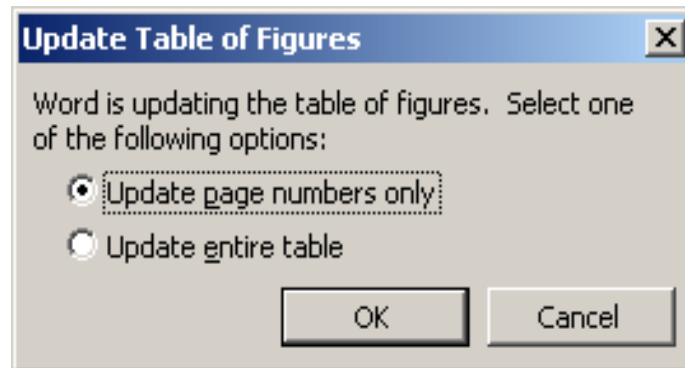 Update Table of Figures
Word is updating the table of figures.  Select one
of the following options:
Update page numbers only
Update entire table
OK
Cancel